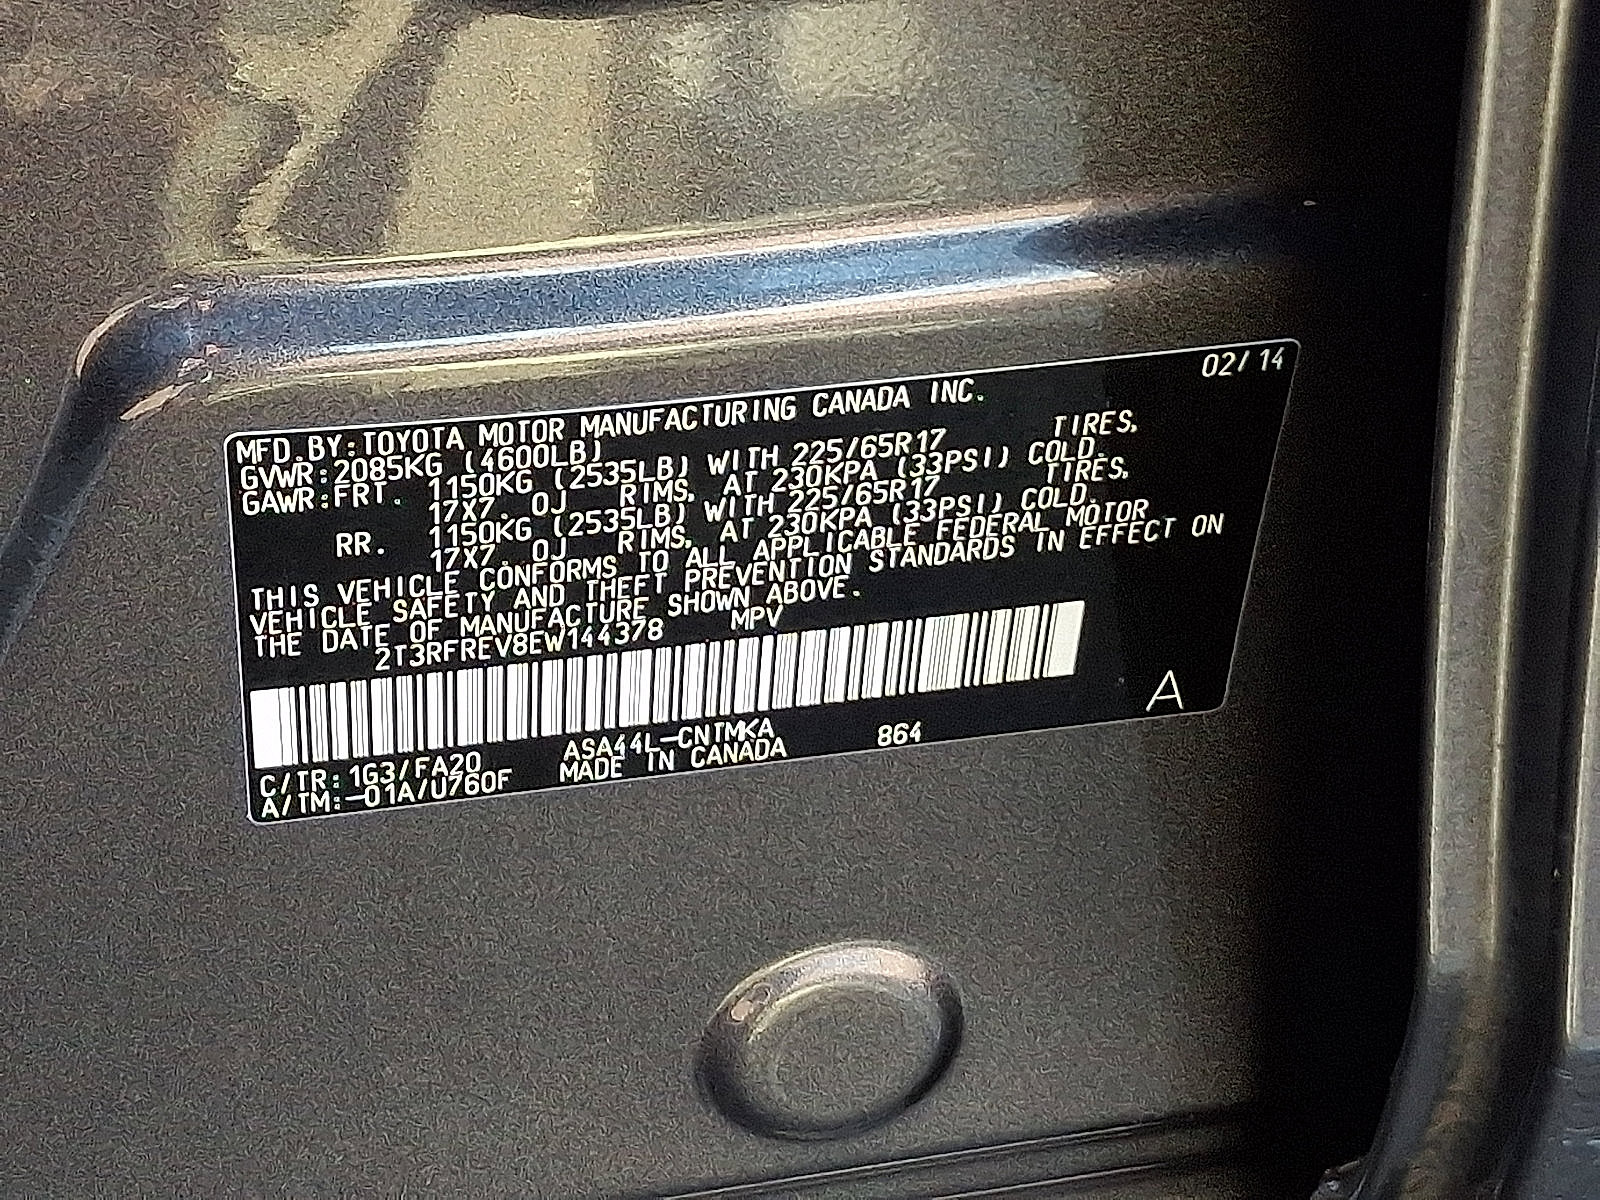 02/14
MFD.BY:TOYOTA MOTOR MANUFACTURING CANADA INC.
GVWR:2085KG (4600LB)
GAWR:FRT. 1150KG (2535LB) WITH 225/65R17 TIRES.
17X7.0J RIMS. AT 230KPA (33PSI) COLD.
RR. 1150KG (2535LB) WITH 225/65R17 TIRES.
17X7.0J RIMS. AT 230KPA (33PSI) COLD.
THIS VEHICLE CONFORMS TO ALL APPLICABLE FEDERAL MOTOR
VEHICLE SAFETY AND THEFT PREVENTION STANDARDS IN EFFECT ON
THE DATE OF MANUFACTURE SHOWN ABOVE.
2T3RFREV8EW144378 MPV
A
C/TR:1G3/FA20 ASA44L-CNTMKA 864
A/TM:-01A/U760F MADE IN CANADA